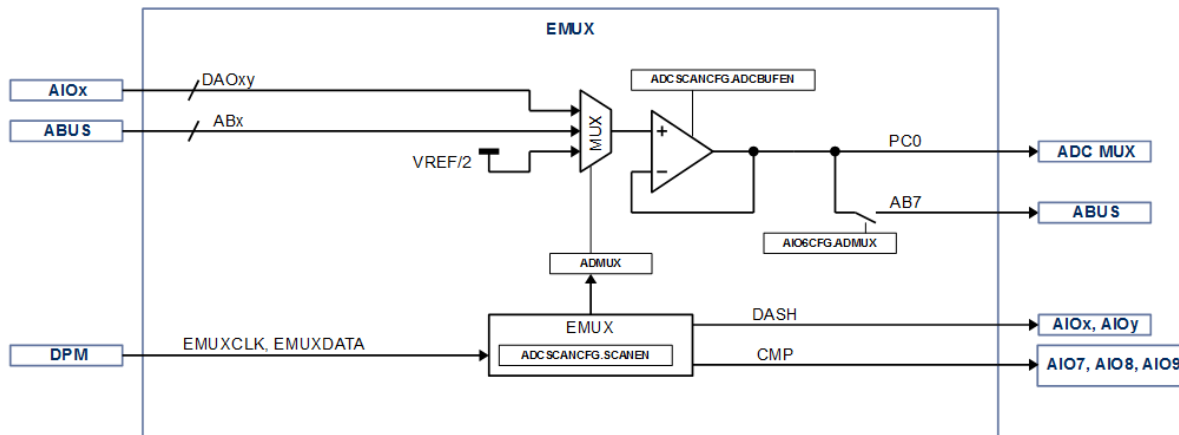 EMUX
ADCSCANCFG.ADCBUFEN
AIOx
DAOxy
ABUS
ABx
MUX
+
VREF/2
−
PC0
ADC MUX
AB7
ABUS
AIO6CFG.ADMUX
ADMUX
EMUX
DASH
AIOx, AIOy
DPM
EMUXCLK, EMUXDATA
ADCSCANCFG.SCANEN
CMP
AIO7, AIO8, AIO9